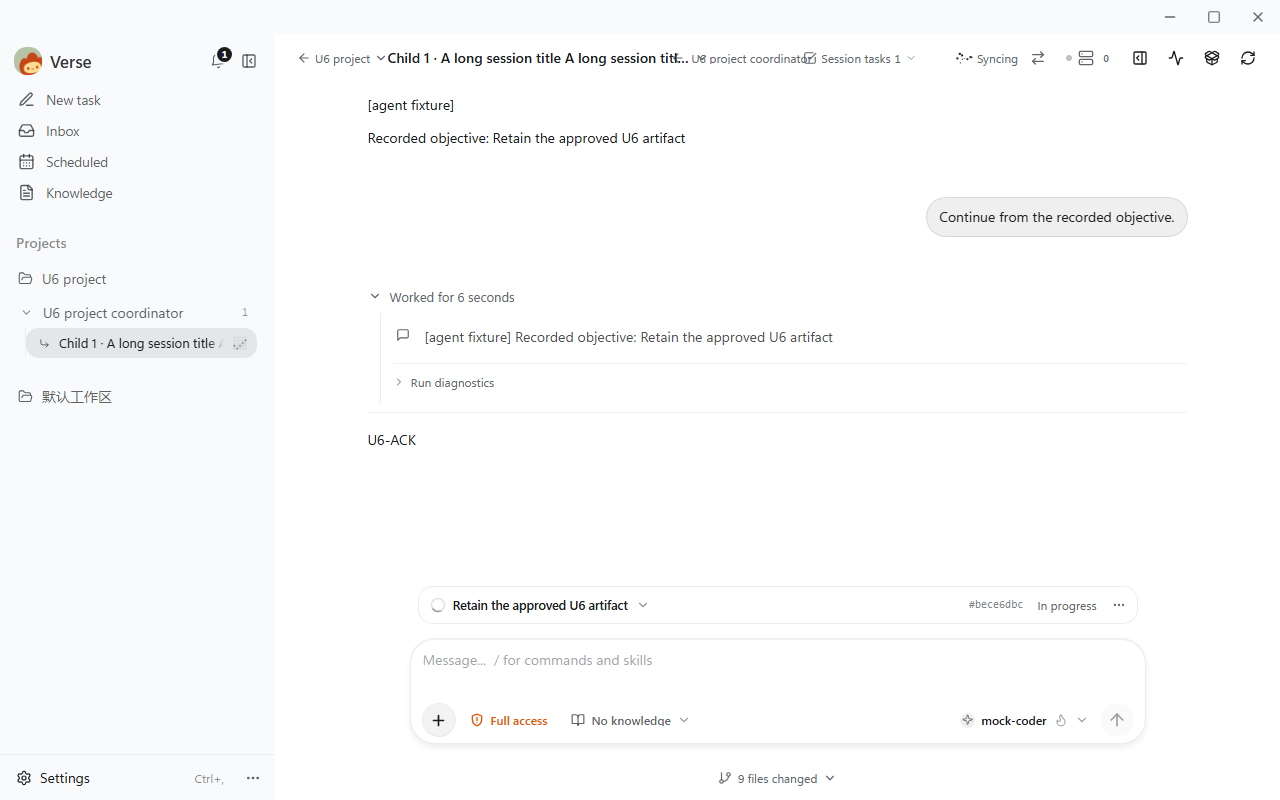 Verse
1
New task
Inbox
Scheduled
Knowledge
Projects
U6 project
U6 project coordinator 1
Child 1 · A long session title
默认工作区
Settings Ctrl+,
U6 project
Child 1 · A long session title A long session titl...
U6 project coordinator
Session tasks 1
Syncing
0
[agent fixture]
Recorded objective: Retain the approved U6 artifact
Continue from the recorded objective.
Worked for 6 seconds
[agent fixture] Recorded objective: Retain the approved U6 artifact
Run diagnostics
U6-ACK
Retain the approved U6 artifact #bece6dbc In progress
Message... / for commands and skills
Full access No knowledge mock-coder
9 files changed